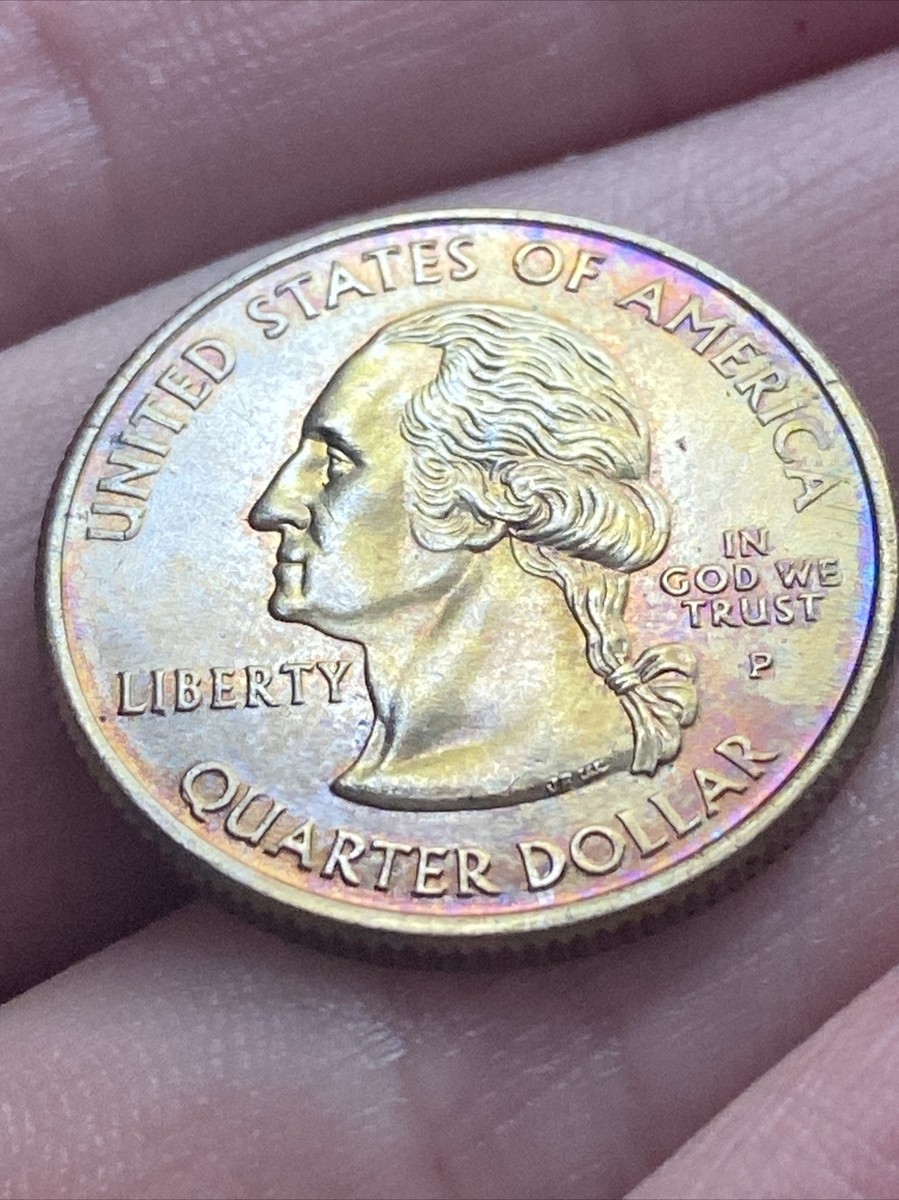 UNITED STATES OF AMERICA
LIBERTY
IN
GOD WE
TRUST
P
QUARTER DOLLAR